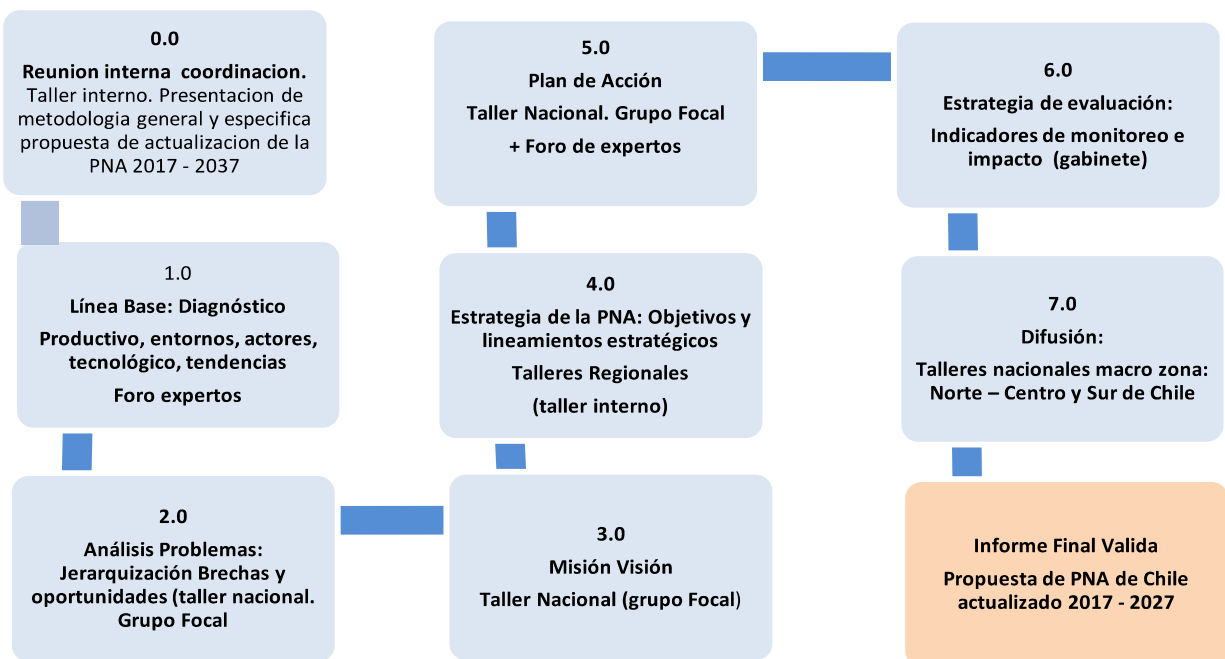 0.0
Reunion interna coordinacion.
Taller interno. Presentacion de
metodologia general y especifica
propuesta de actualizacion de la
PNA 2017 - 2037
1.0
Línea Base: Diagnóstico
Productivo, entornos, actores,
tecnológico, tendencias
Foro expertos
2.0
Análisis Problemas:
Jerarquización Brechas y
oportunidades (taller nacional.
Grupo Focal
3.0
Misión Visión
Taller Nacional (grupo Focal)
4.0
Estrategia de la PNA: Objetivos y
lineamientos estratégicos
Talleres Regionales
(taller interno)
5.0
Plan de Acción
Taller Nacional. Grupo Focal
+ Foro de expertos
6.0
Estrategia de evaluación:
Indicadores de monitoreo e
impacto (gabinete)
7.0
Difusión:
Talleres nacionales macro zona:
Norte – Centro y Sur de Chile
Informe Final Valida
Propuesta de PNA de Chile
actualizado 2017 - 2027